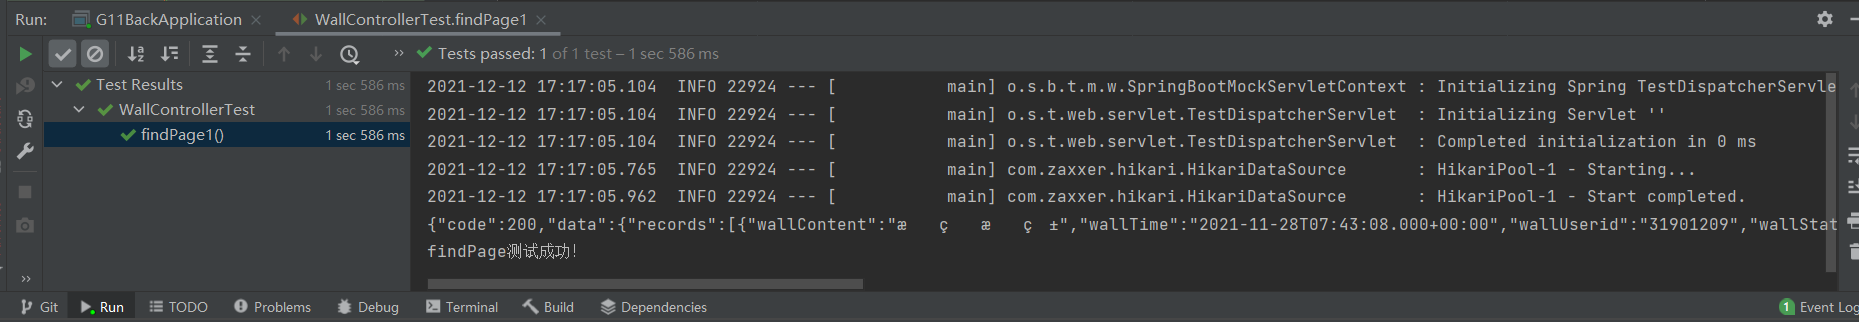 Run: G11BackApplication × WallControllerTest.findPage1 ×
» Tests passed: 1 of 1 test – 1 sec 586 ms
Test Results 1 sec 586 ms
WallControllerTest 1 sec 586 ms
findPage1() 1 sec 586 ms
2021-12-12 17:17:05.104  INFO 22924 --- [           main] o.s.b.t.m.w.SpringBootMockServletContext : Initializing Spring TestDispatcherServle
2021-12-12 17:17:05.104  INFO 22924 --- [           main] o.s.t.web.servlet.TestDispatcherServlet  : Initializing Servlet ''
2021-12-12 17:17:05.104  INFO 22924 --- [           main] o.s.t.web.servlet.TestDispatcherServlet  : Completed initialization in 0 ms
2021-12-12 17:17:05.765  INFO 22924 --- [           main] com.zaxxer.hikari.HikariDataSource       : HikariPool-1 - Starting...
2021-12-12 17:17:05.962  INFO 22924 --- [           main] com.zaxxer.hikari.HikariDataSource       : HikariPool-1 - Start completed.
{"code":200,"data":{"records":[{"wallContent":"æ ç æ ç ±","wallTime":"2021-11-28T07:43:08.000+00:00","wallUserid":"31901209","wallStat
findPage测试成功!
»
Git Run TODO Problems Debug Terminal Build Dependencies 1 Event Log